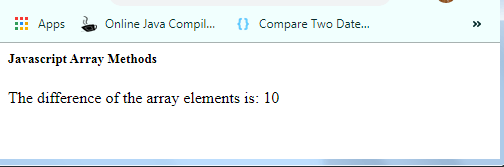 Apps Online Java Compil... {} Compare Two Date... »
Javascript Array Methods
The difference of the array elements is: 10